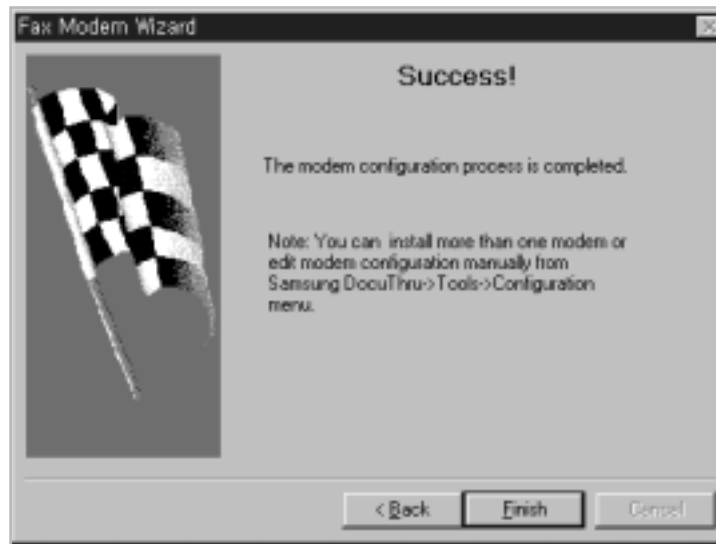 Fax Modem Wizard
Success!
The modem configuration process is completed.
Note: You can install more than one modem or
edit modem configuration manually from
Samsung DocuThru->Tools->Configuration
menu.
< Back
Finish
Cancel